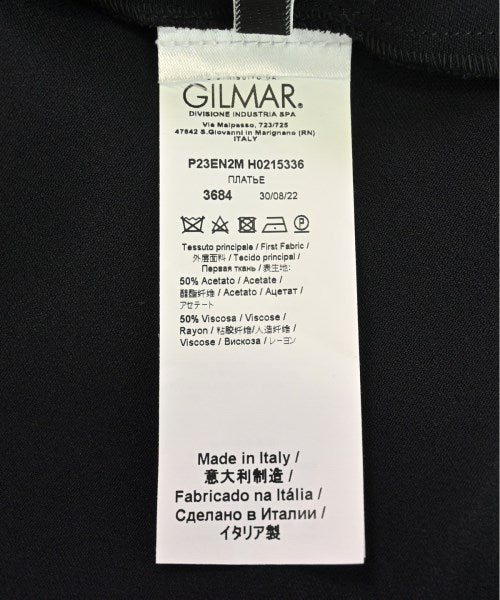 GILMAR®
DIVISIONE INDUSTRIA SPA
Via Malpasso, 723/725
47842 S.Giovanni in Marignano (RN)
ITALY
P23EN2M H0215336
ПЛАТЬЕ
3684 30/08/22
Tessuto principale / First Fabric /
外層面料 / Tecido principal /
Первая ткань / 表生地:
50% Acetato / Acetate /
醋酯纤维 / Acetato / Ацетат /
アセテート
50% Viscosa / Viscose /
Rayon / 粘胶纤维/人造纤维 /
Viscose / Вискоза / レーヨン
Made in Italy /
意大利制造 /
Fabricado na Itália /
Сделано в Италии /
イタリア製